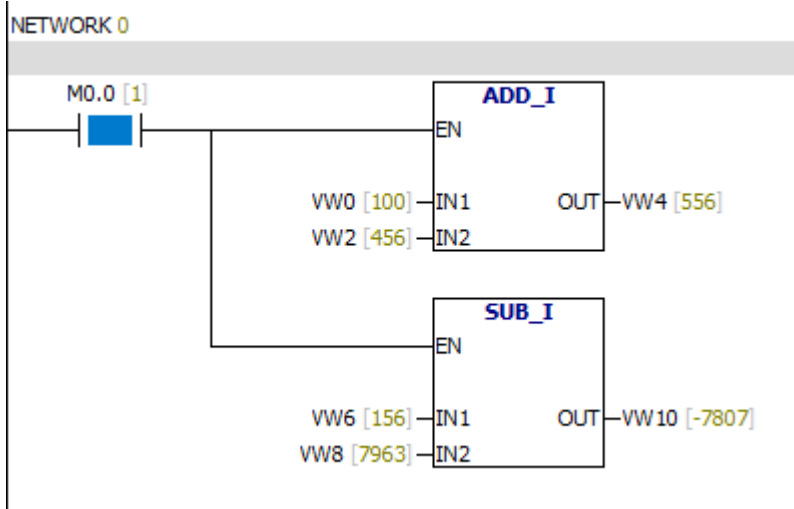 NETWORK 0
M0.0 [1]
ADD_I
EN
VW0 [100] IN1 OUT VW4 [556]
VW2 [456] IN2
SUB_I
EN
VW6 [156] IN1 OUT VW10 [-7807]
VW8 [7963] IN2